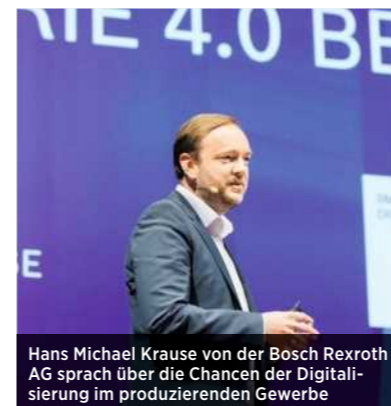 RIE 4.0 BE
E
Hans Michael Krause von der Bosch Rexroth
AG sprach über die Chancen der Digitali-
sierung im produzierenden Gewerbe